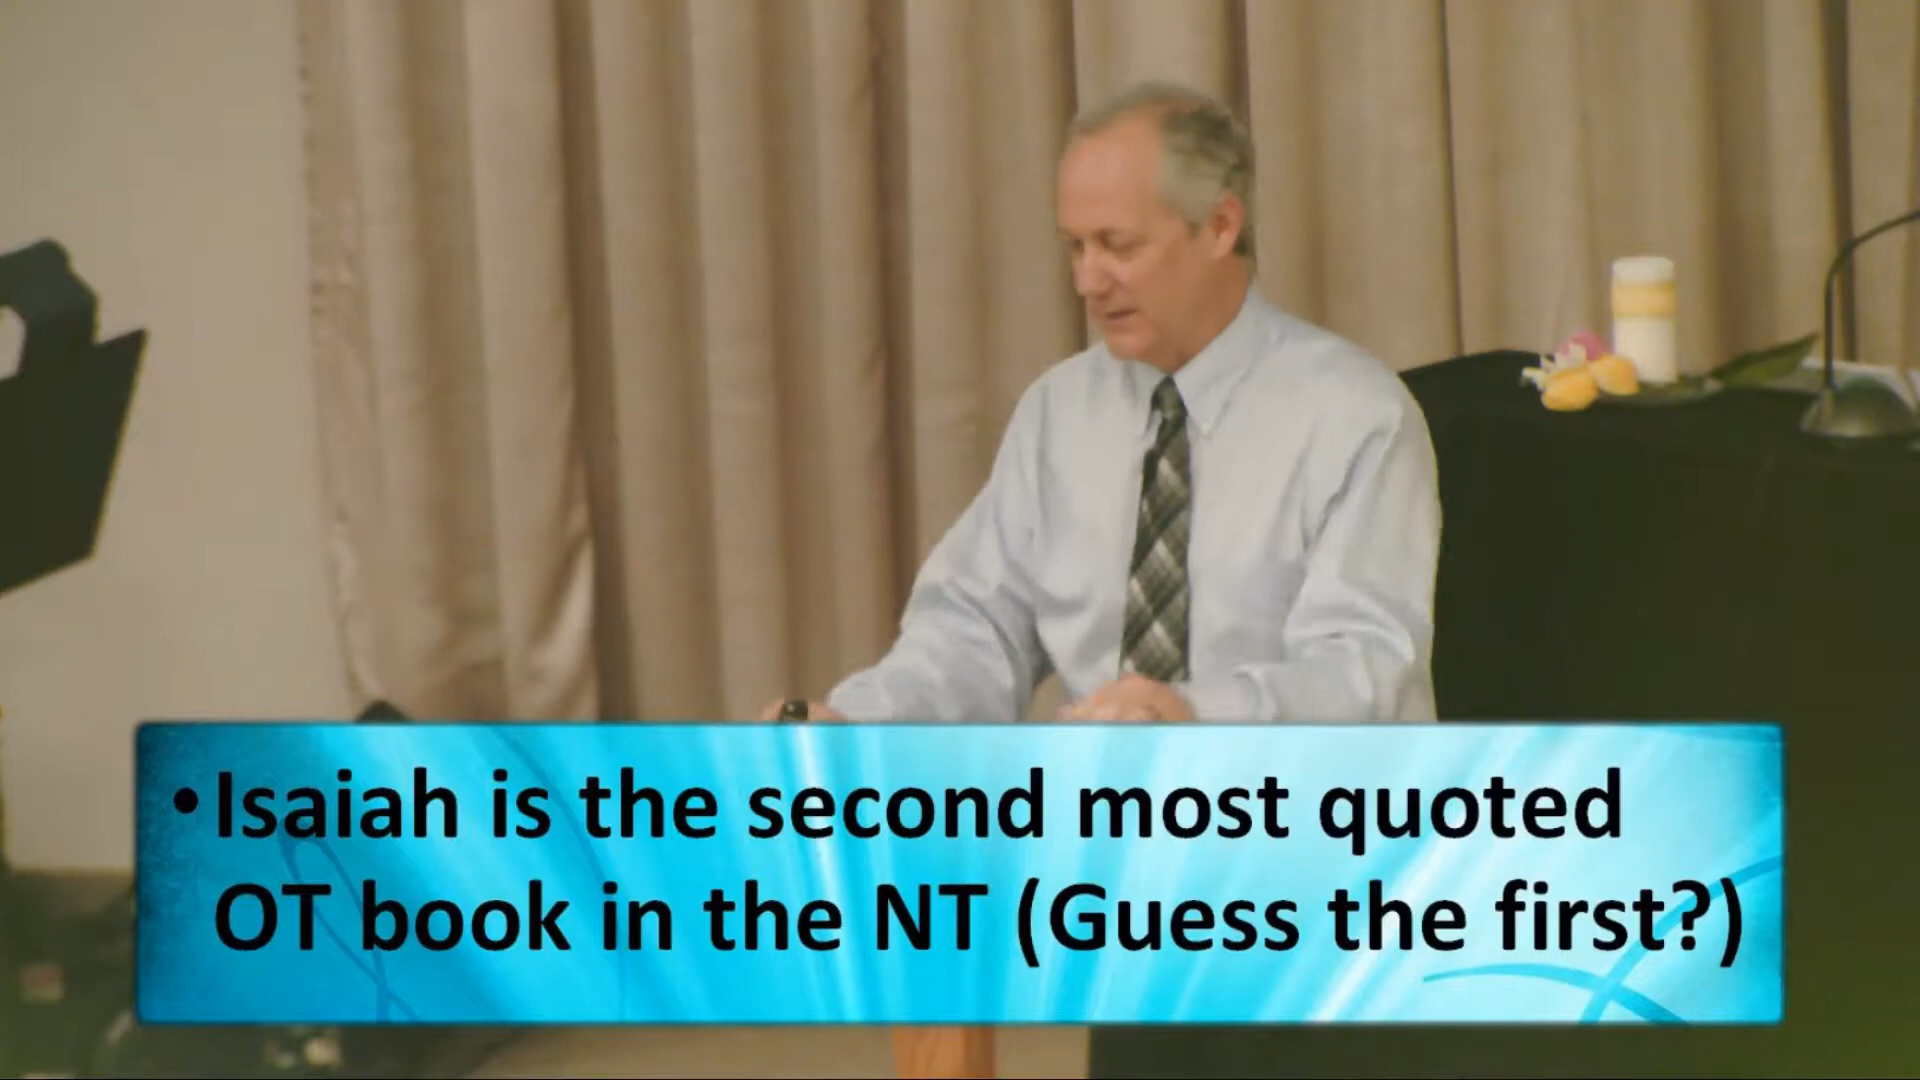 • Isaiah is the second most quoted
OT book in the NT (Guess the first?)